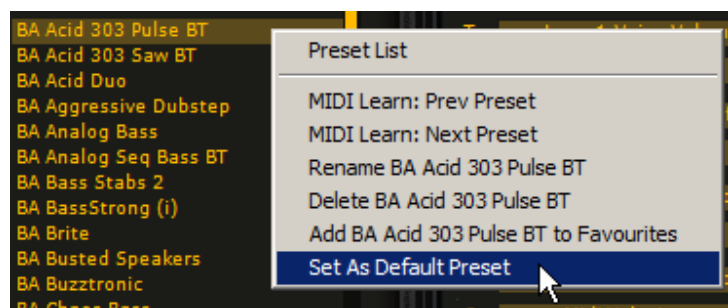 BA Acid 303 Pulse BT
BA Acid 303 Saw BT
BA Acid Duo
BA Aggressive Dubstep
BA Analog Bass
BA Analog Seq Bass BT
BA Bass Stabs 2
BA BassStrong (i)
BA Brite
BA Busted Speakers
BA Buzztronic
Preset List
MIDI Learn: Prev Preset
MIDI Learn: Next Preset
Rename BA Acid 303 Pulse BT
Delete BA Acid 303 Pulse BT
Add BA Acid 303 Pulse BT to Favourites
Set As Default Preset